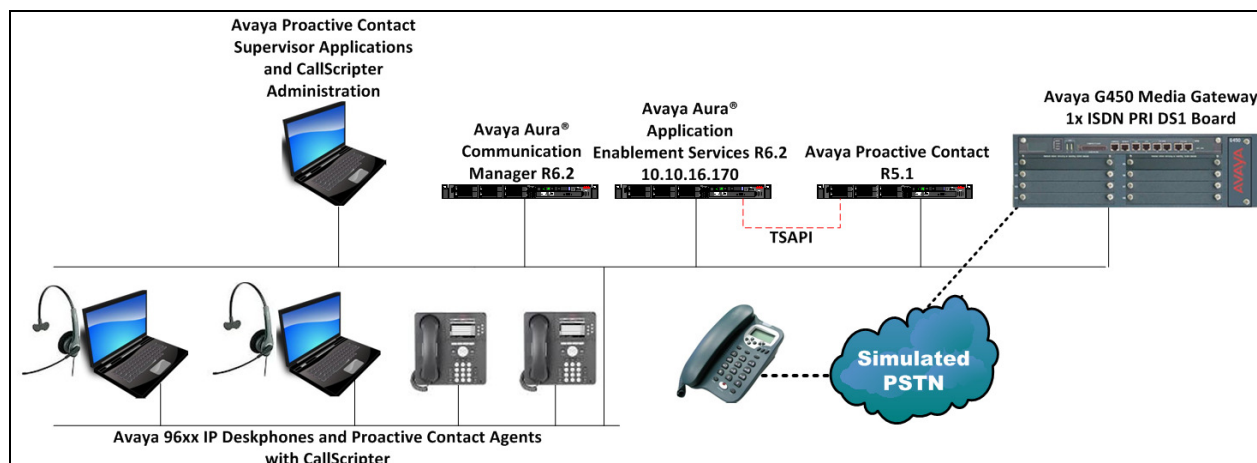 Avaya Proactive Contact
Supervisor Applications
and CallScripter
Administration
Avaya Aura®
Communication
Manager R6.2
Avaya Aura®
Application
Enablement Services R6.2
10.10.16.170
Avaya Proactive Contact
R5.1
Avaya G450 Media Gateway
1x ISDN PRI DS1 Board
AVAYA
TSAPI
Simulated
PSTN
Avaya 96xx IP Deskphones and Proactive Contact Agents
with CallScripter